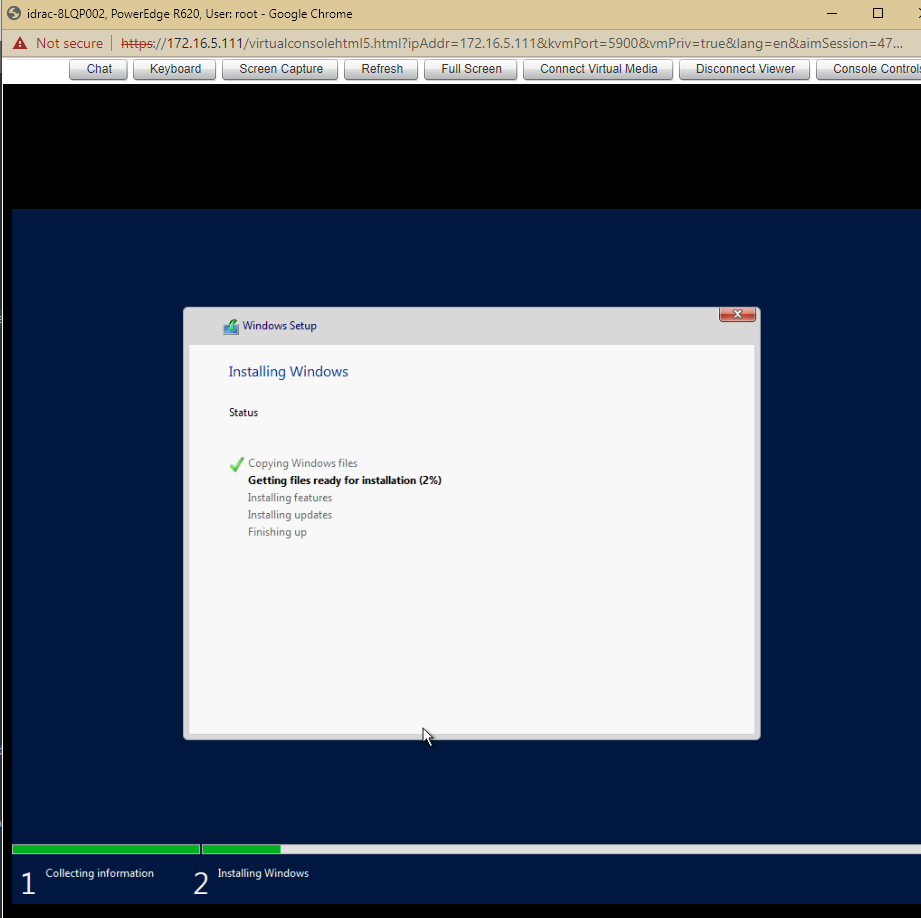 idrac-8LQP002, PowerEdge R620, User: root - Google Chrome
Not secure | https://172.16.5.111/virtualconsolehtml5.html?ipAddr=172.16.5.111&kvmPort=5900&vmPriv=true&lang=en&aimSession=47...
Chat Keyboard Screen Capture Refresh Full Screen Connect Virtual Media Disconnect Viewer Console Controls
Windows Setup
Installing Windows
Status
Copying Windows files
Getting files ready for installation (2%)
Installing features
Installing updates
Finishing up
1 Collecting information 2 Installing Windows